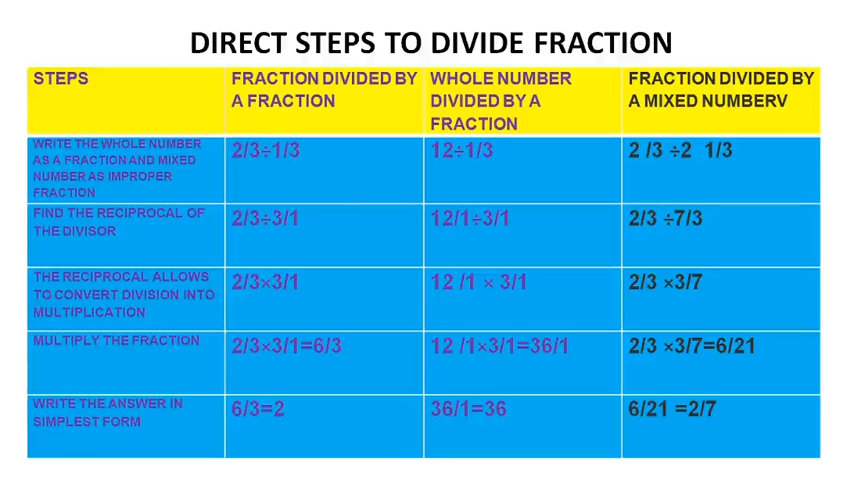 DIRECT STEPS TO DIVIDE FRACTION
STEPS
FRACTION DIVIDED BY
A FRACTION
WHOLE NUMBER
DIVIDED BY A
FRACTION
FRACTION DIVIDED BY
A MIXED NUMBERV
WRITE THE WHOLE NUMBER
AS A FRACTION AND MIXED
NUMBER AS IMPROPER
FRACTION
2/3÷1/3
12÷1/3
2 /3 ÷2 1/3
FIND THE RECIPROCAL OF
THE DIVISOR
2/3÷3/1
12/1÷3/1
2/3 ÷7/3
THE RECIPROCAL ALLOWS
TO CONVERT DIVISION INTO
MULTIPLICATION
2/3×3/1
12 /1 × 3/1
2/3 ×3/7
MULTIPLY THE FRACTION
2/3×3/1=6/3
12 /1×3/1=36/1
2/3 ×3/7=6/21
WRITE THE ANSWER IN
SIMPLEST FORM
6/3=2
36/1=36
6/21 =2/7